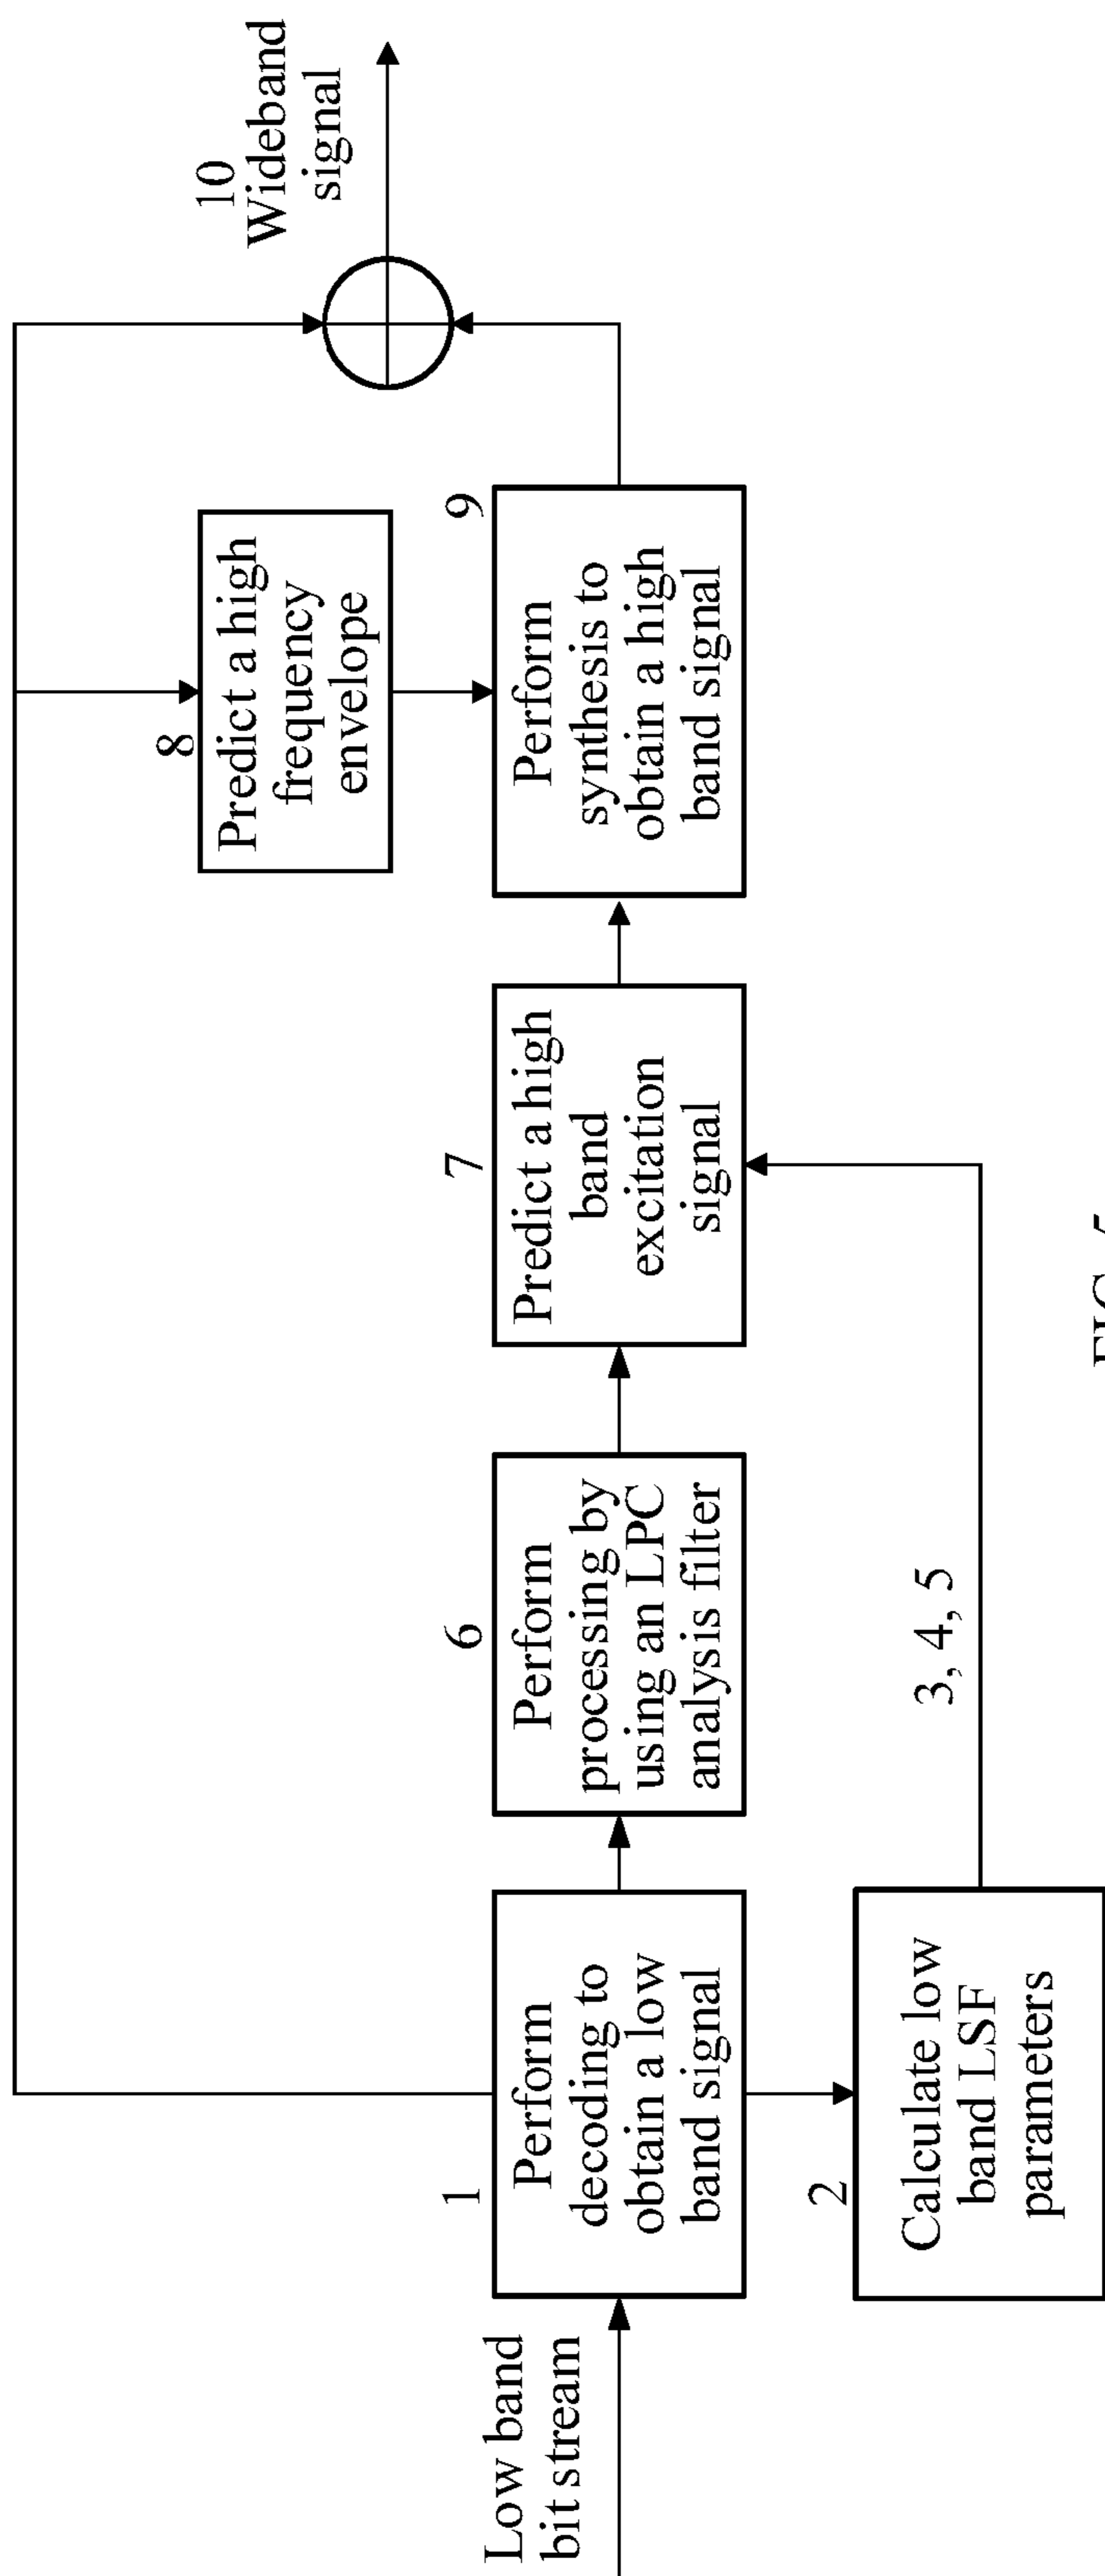 Low band
bit stream
1
Perform
decoding to
obtain a low
band signal
2
Calculate low
band LSF
parameters
3, 4, 5
6
Perform
processing by
using an LPC
analysis filter
7
Predict a high
band
excitation
signal
8
Predict a high
frequency
envelope
9
Perform
synthesis to
obtain a high
band signal
10
Wideband
signal